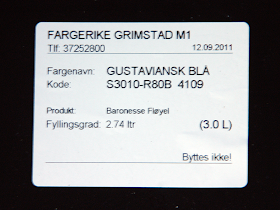 FARGERIKE GRIMSTAD M1
Tlf: 37252800 12.09.2011
Fargenavn: GUSTAVIANSK BLÅ
Kode: S3010-R80B 4109
Produkt: Baronesse Fløyel
Fyllingsgrad: 2.74 ltr (3.0 L)
Byttes ikke!